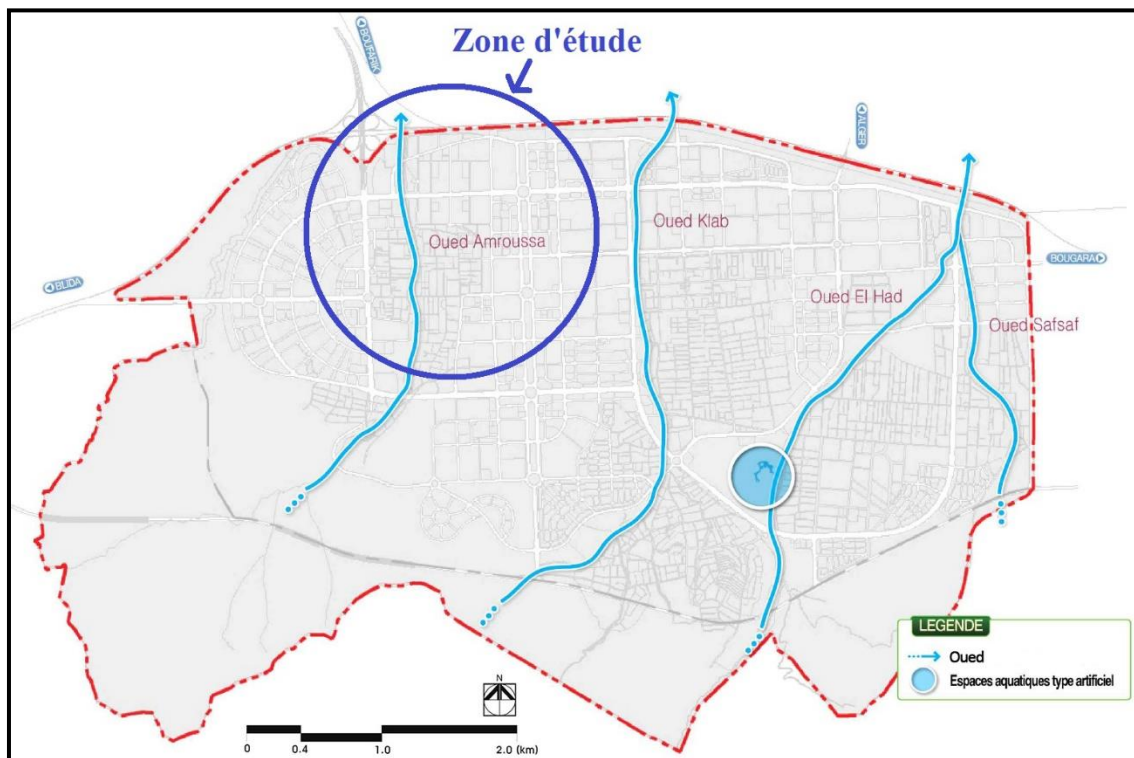 Zone d'étude
BOUFARIK
ALGER
Oued Klab
Oued Amroussa
BOUGARA
BLIDA
Oued El Had
Oued Safsaf
LEGENDE
Oued
Espaces aquatiques type artificiel
N
0 0.4 1.0 2.0 (km)